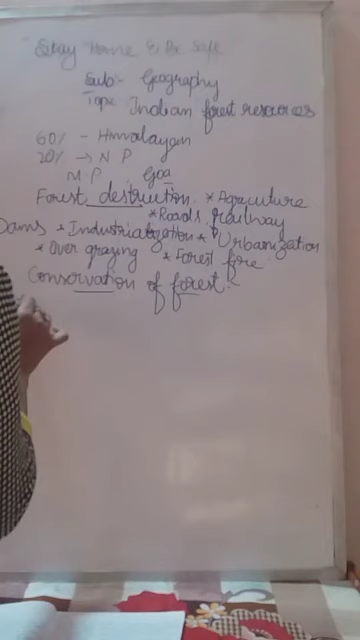 Stay Home & Be Safe
Sub:- Geography
Topic Indian forest resources
60% - Himalayan
20% → N P
M P Goa
Forest destruction * Agriculture
* Roads, railway
Dams * Industrialization * Urbanization
* Over grazing * Forest fire
Conservation of forest:-